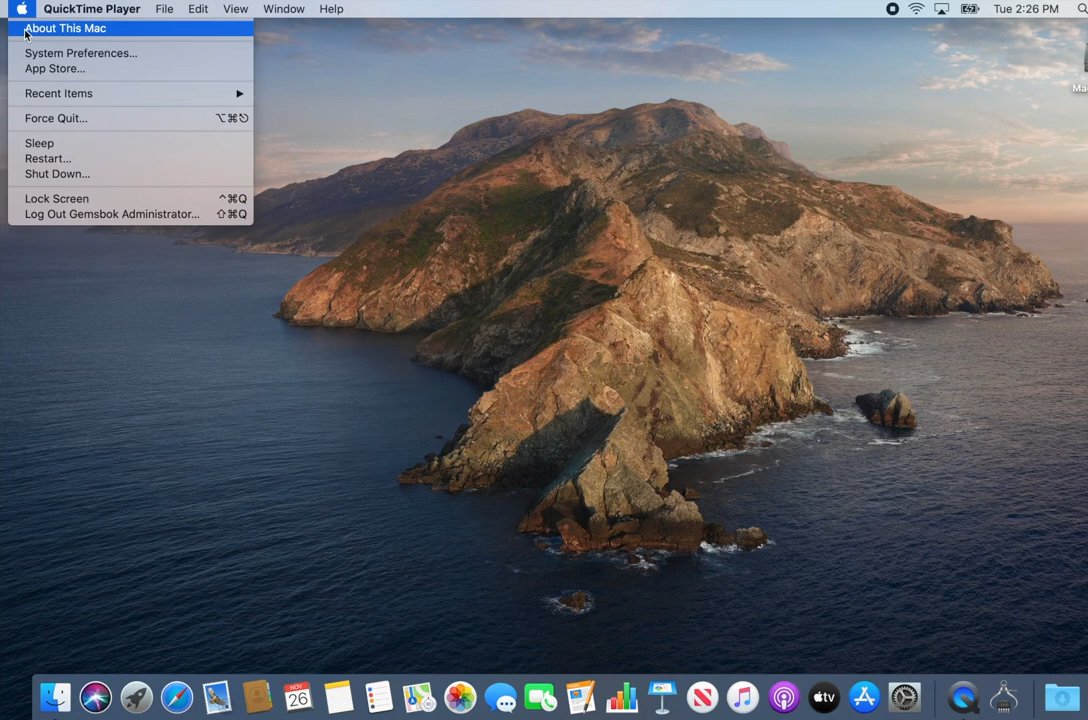 QuickTime Player File Edit View Window Help Tue 2:26 PM
About This Mac
System Preferences...
App Store...
Recent Items ▶
Force Quit... ⌥⌘⎋
Sleep
Restart...
Shut Down...
Lock Screen ^⌘Q
Log Out Gemsbok Administrator... ⇧⌘Q
NOV
26
tv